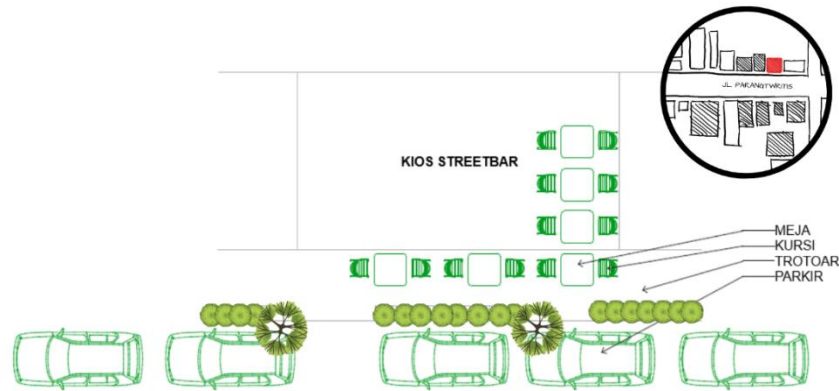 JL. PARANGTRITIS
KIOS STREETBAR
MEJA
KURSI
TROTOAR
PARKIR